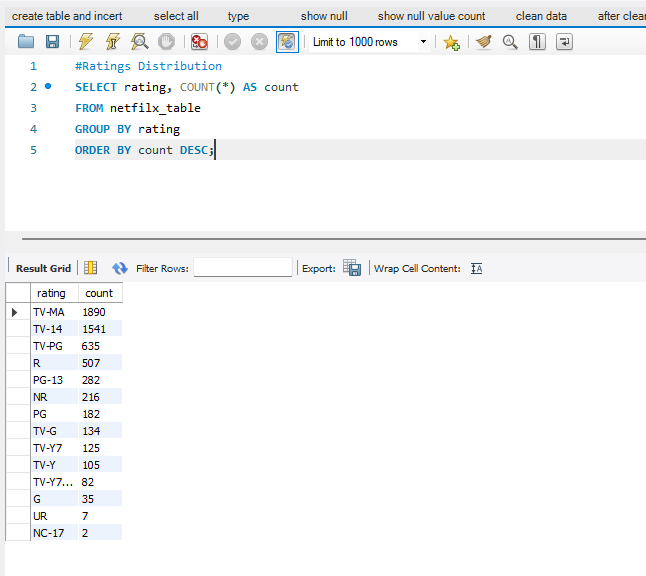 create table and incert select all type show null show null value count clean data after clear
Limit to 1000 rows
1 #Ratings Distribution
2 SELECT rating, COUNT(*) AS count
3 FROM netfilx_table
4 GROUP BY rating
5 ORDER BY count DESC;
Result Grid Filter Rows: Export: Wrap Cell Content:
rating count
TV-MA 1890
TV-14 1541
TV-PG 635
R 507
PG-13 282
NR 216
PG 182
TV-G 134
TV-Y7 125
TV-Y 105
TV-Y7... 82
G 35
UR 7
NC-17 2